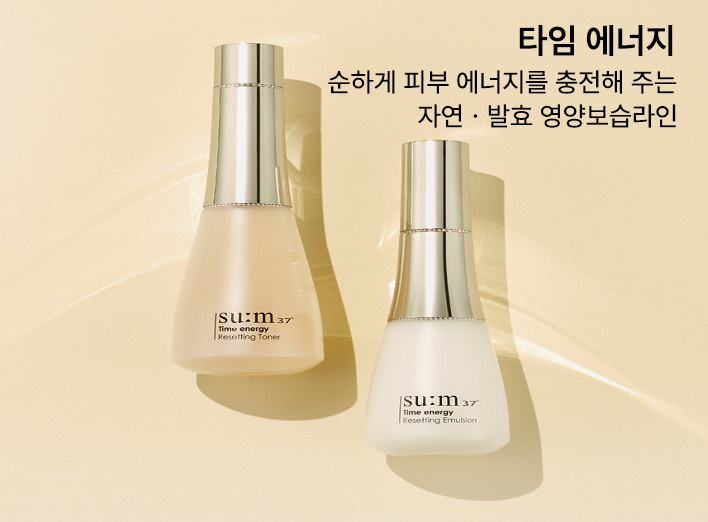 타임 에너지
순하게 피부 에너지를 충전해 주는
자연 · 발효 영양보습라인
su:m37°
Time energy
Resetting Toner
su:m37°
Time energy
Resetting Emulsion